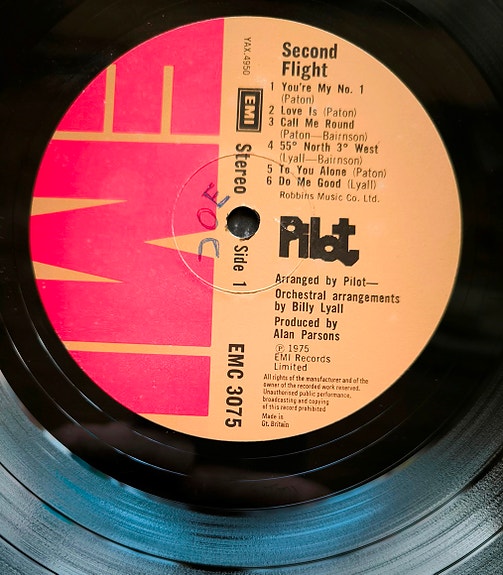 Second
Flight
1 You're My No. 1
(Paton)
2 Love Is (Paton)
3 Call Me Round
(Paton—Bairnson)
4 55° North 3° West
(Lyall—Bairnson)
5 To You Alone (Paton)
6 Do Me Good (Lyall)
Robbins Music Co. Ltd.
Pilot
Arranged by Pilot—
Orchestral arrangements
by Billy Lyall
Produced by
Alan Parsons
℗ 1975
EMI Records
Limited
All rights of the manufacturer and of the
owner of the recorded work reserved.
Unauthorised public performance,
broadcasting and copying
of this record prohibited
Made in
Gt. Britain
YAX.4950
EMI
Stereo
Side 1
EMC 3075
JOE
EMI